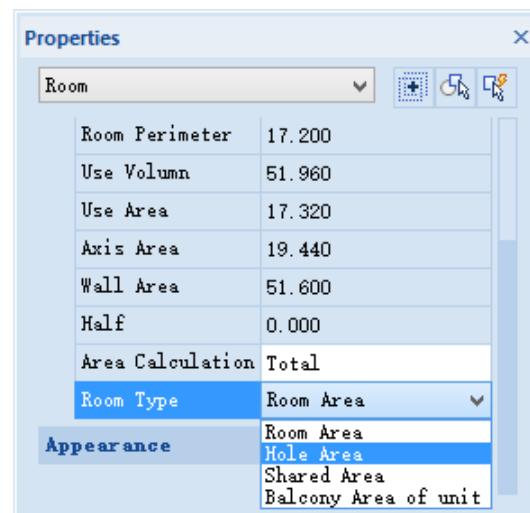 Properties
Room
Room Perimeter 17.200
Use Volumn 51.960
Use Area 17.320
Axis Area 19.440
Wall Area 51.600
Half 0.000
Area Calculation Total
Room Type Room Area
Appearance
Room Area
Hole Area
Shared Area
Balcony Area of unit